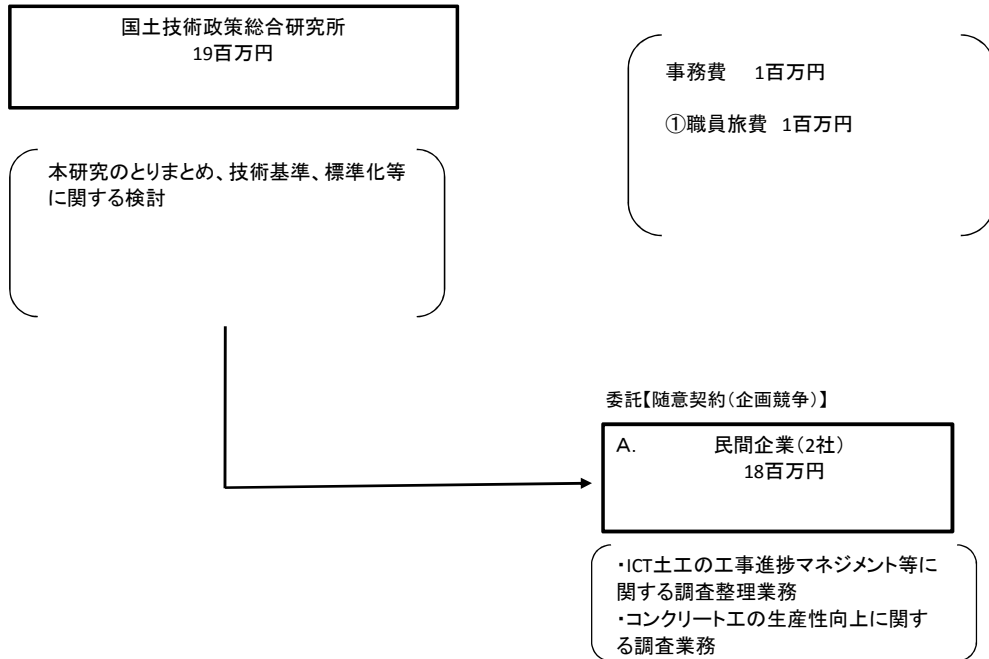 国土技術政策総合研究所
19百万円
事務費 1百万円
①職員旅費 1百万円
本研究のとりまとめ、技術基準、標準化等
に関する検討
委託【随意契約(企画競争)】
A. 民間企業(2社)
18百万円
・ICT土工の工事進捗マネジメント等に
関する調査整理業務
・コンクリート工の生産性向上に関す
る調査業務